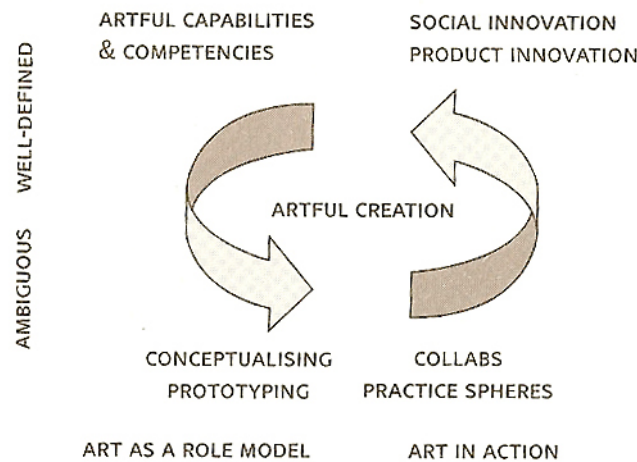 ARTFUL CAPABILITIES
& COMPETENCIES
SOCIAL INNOVATION
PRODUCT INNOVATION
WELL-DEFINED
AMBIGUOUS
ARTFUL CREATION
CONCEPTUALISING
PROTOTYPING
COLLABS
PRACTICE SPHERES
ART AS A ROLE MODEL
ART IN ACTION